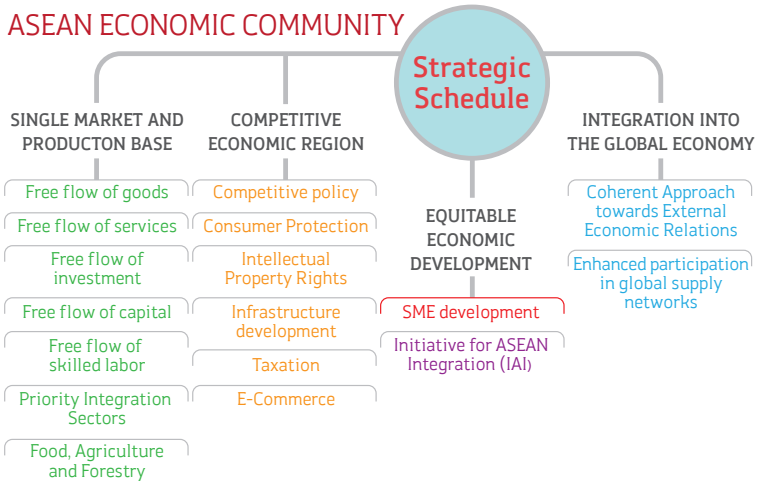 ASEAN ECONOMIC COMMUNITY
Strategic
Schedule
SINGLE MARKET AND
PRODUCTON BASE
Free flow of goods
Free flow of services
Free flow of
investment
Free flow of capital
Free flow of
skilled labor
Priority Integration
Sectors
Food, Agriculture
and Forestry
COMPETITIVE
ECONOMIC REGION
Competitive policy
Consumer Protection
Intellectual
Property Rights
Infrastructure
development
Taxation
E-Commerce
EQUITABLE
ECONOMIC
DEVELOPMENT
SME development
Initiative for ASEAN
Integration (IAI)
INTEGRATION INTO
THE GLOBAL ECONOMY
Coherent Approach
towards External
Economic Relations
Enhanced participation
in global supply
networks